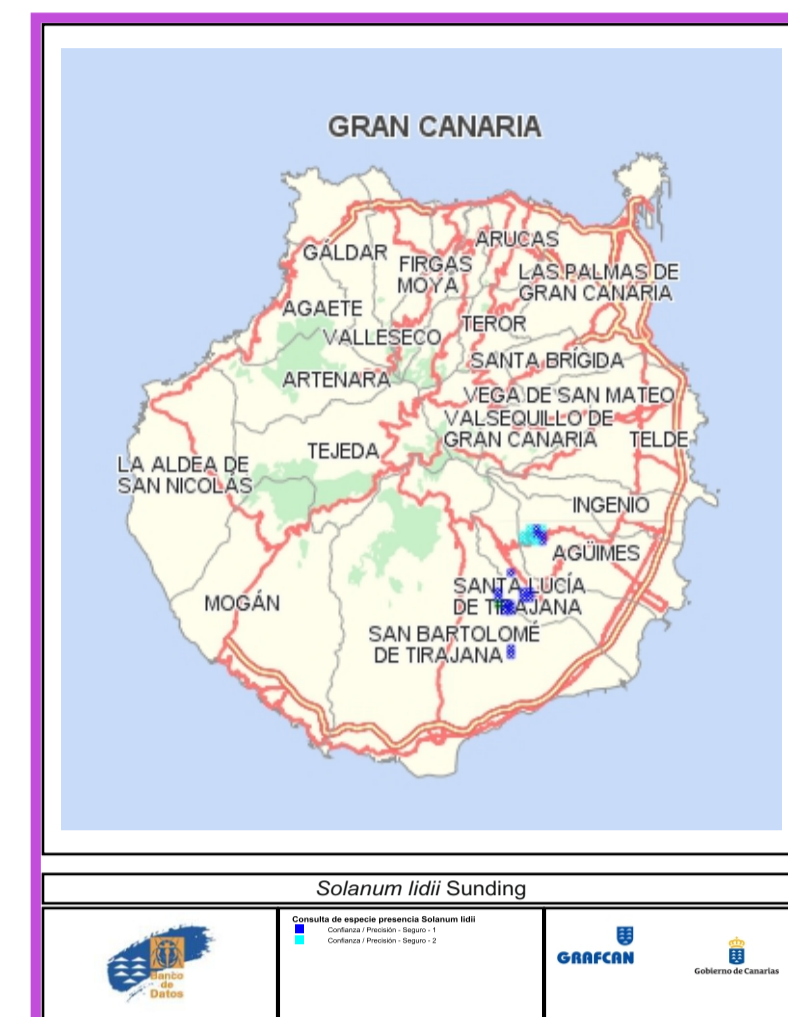 GRAN CANARIA
GÁLDAR
ARUCAS
FIRGAS
MOYA
LAS PALMAS DE
GRAN CANARIA
AGAETE
VALLESECO
TEROR
SANTA BRÍGIDA
ARTENARA
VEGA DE SAN MATEO
VALSEQUILLO DE
GRAN CANARIA
TELDE
TEJEDA
LA ALDEA DE
SAN NICOLÁS
INGENIO
AGÜIMES
SANTA LUCÍA
DE TIRAJANA
MOGÁN
SAN BARTOLOMÉ
DE TIRAJANA
Solanum lidii Sunding
Banco
de
Datos
Consulta de especie presencia Solanum lidii
Confianza / Precisión - Seguro - 1
Confianza / Precisión - Seguro - 2
GRAFCAN
Gobierno de Canarias